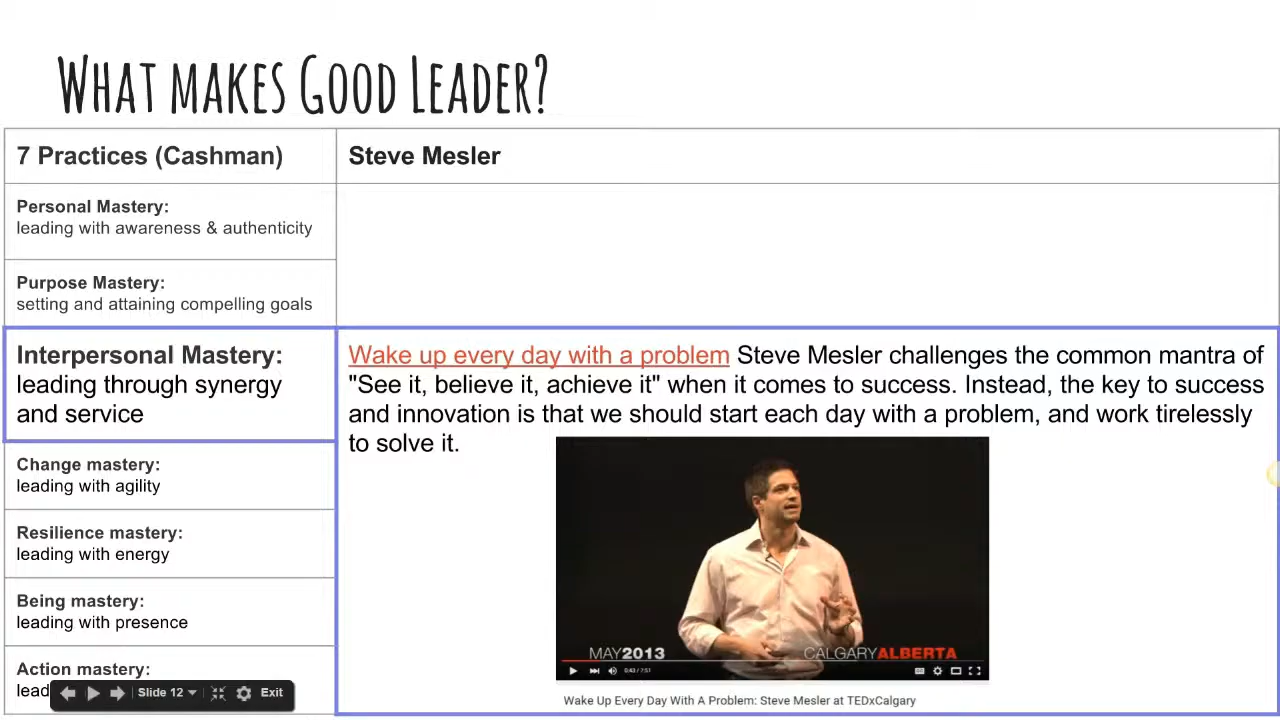 What makes Good Leader?
7 Practices (Cashman)
Steve Mesler
Personal Mastery:
leading with awareness & authenticity
Purpose Mastery:
setting and attaining compelling goals
Interpersonal Mastery:
leading through synergy
and service
Wake up every day with a problem Steve Mesler challenges the common mantra of
"See it, believe it, achieve it" when it comes to success. Instead, the key to success
and innovation is that we should start each day with a problem, and work tirelessly
to solve it.
MAY2013
CALGARYALBERTA
0:43 / 7:51
Wake Up Every Day With A Problem: Steve Mesler at TEDxCalgary
Change mastery:
leading with agility
Resilience mastery:
leading with energy
Being mastery:
leading with presence
Action mastery:
lead
Slide 12
Exit